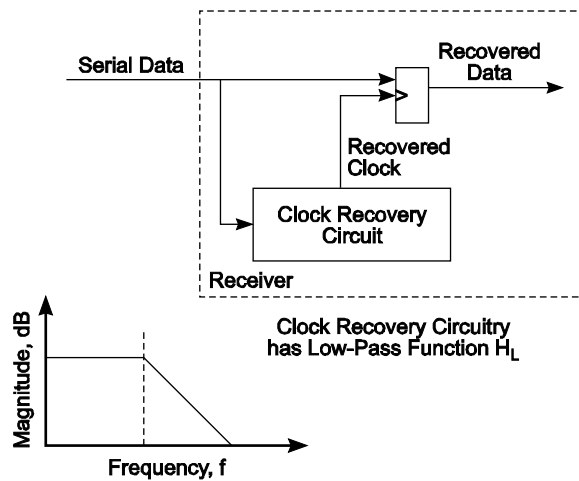 Serial Data
Recovered
Data
Recovered
Clock
Clock Recovery
Circuit
Receiver
Clock Recovery Circuitry
has Low-Pass Function H_L
Magnitude, dB
Frequency, f